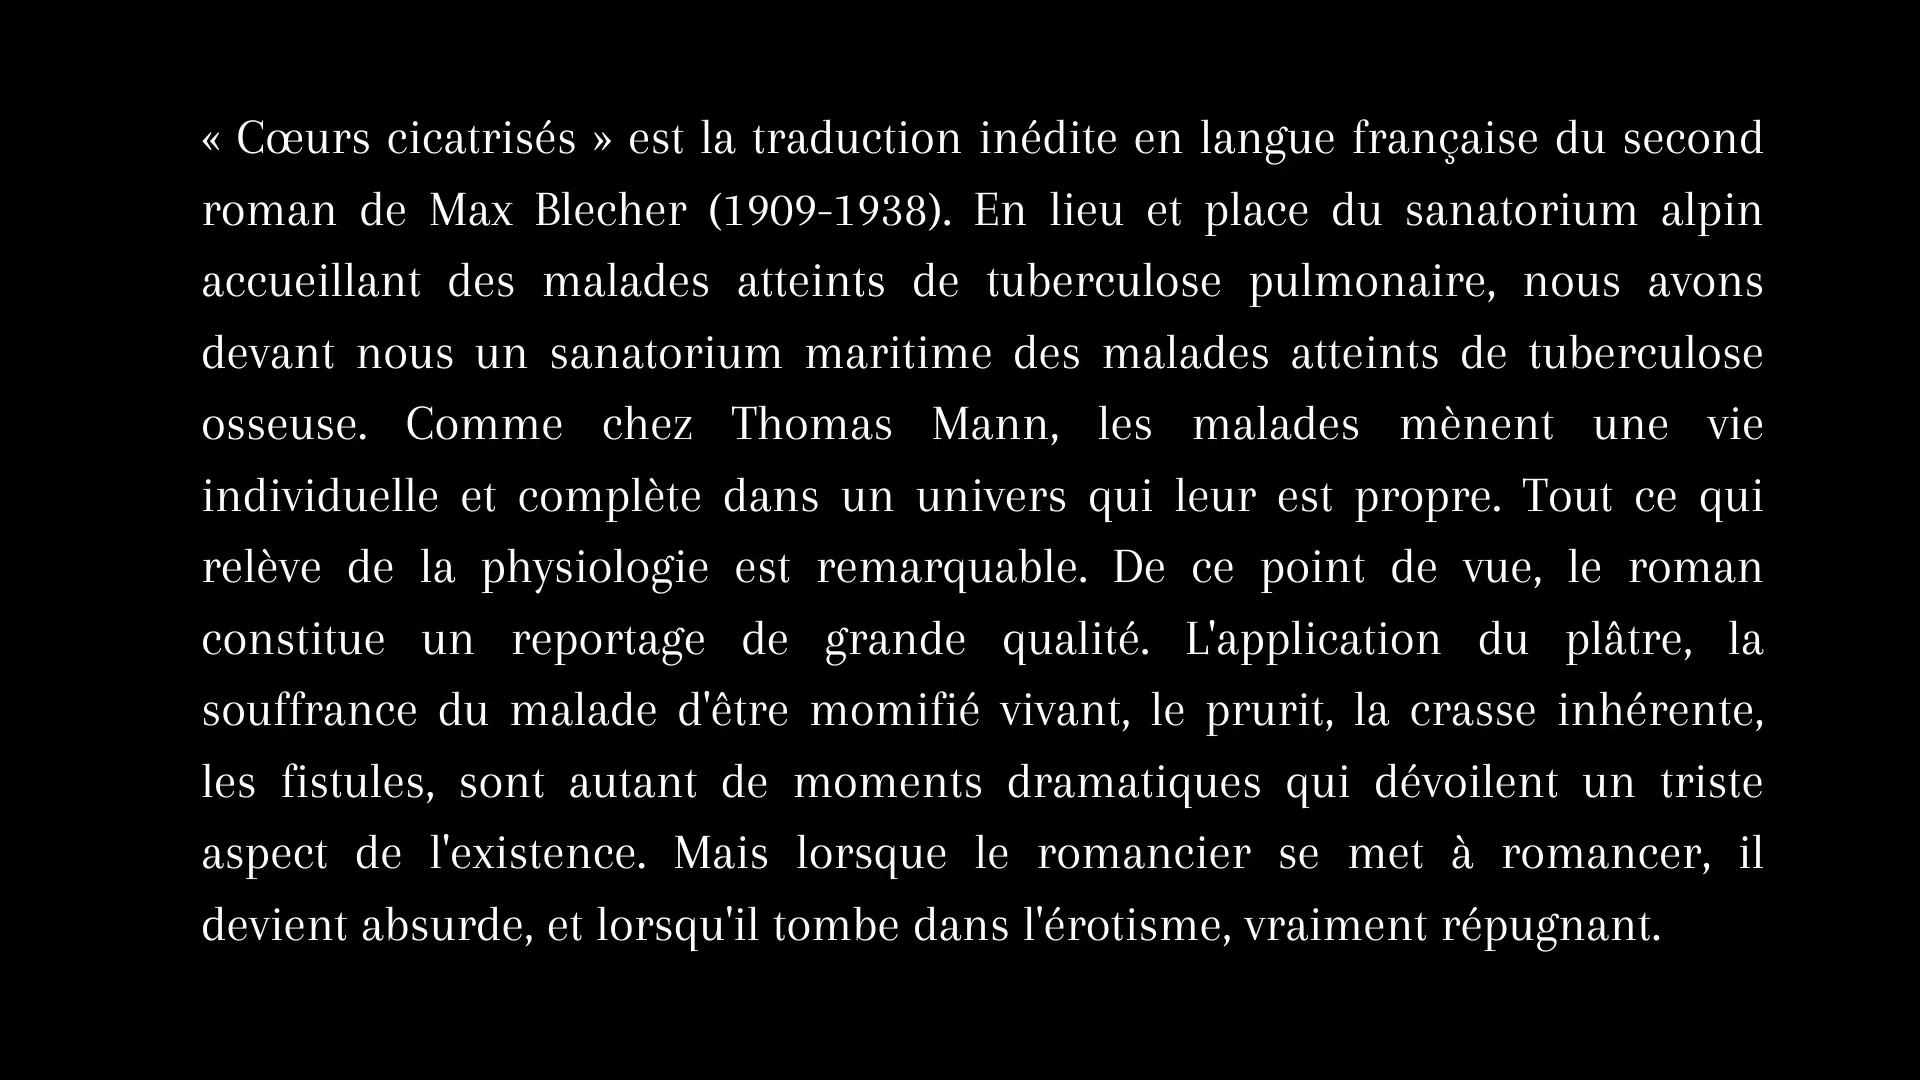 « Cœurs cicatrisés » est la traduction inédite en langue française du second
roman de Max Blecher (1909-1938). En lieu et place du sanatorium alpin
accueillant des malades atteints de tuberculose pulmonaire, nous avons
devant nous un sanatorium maritime des malades atteints de tuberculose
osseuse. Comme chez Thomas Mann, les malades mènent une vie
individuelle et complète dans un univers qui leur est propre. Tout ce qui
relève de la physiologie est remarquable. De ce point de vue, le roman
constitue un reportage de grande qualité. L'application du plâtre, la
souffrance du malade d'être momifié vivant, le prurit, la crasse inhérente,
les fistules, sont autant de moments dramatiques qui dévoilent un triste
aspect de l'existence. Mais lorsque le romancier se met à romancer, il
devient absurde, et lorsqu'il tombe dans l'érotisme, vraiment répugnant.